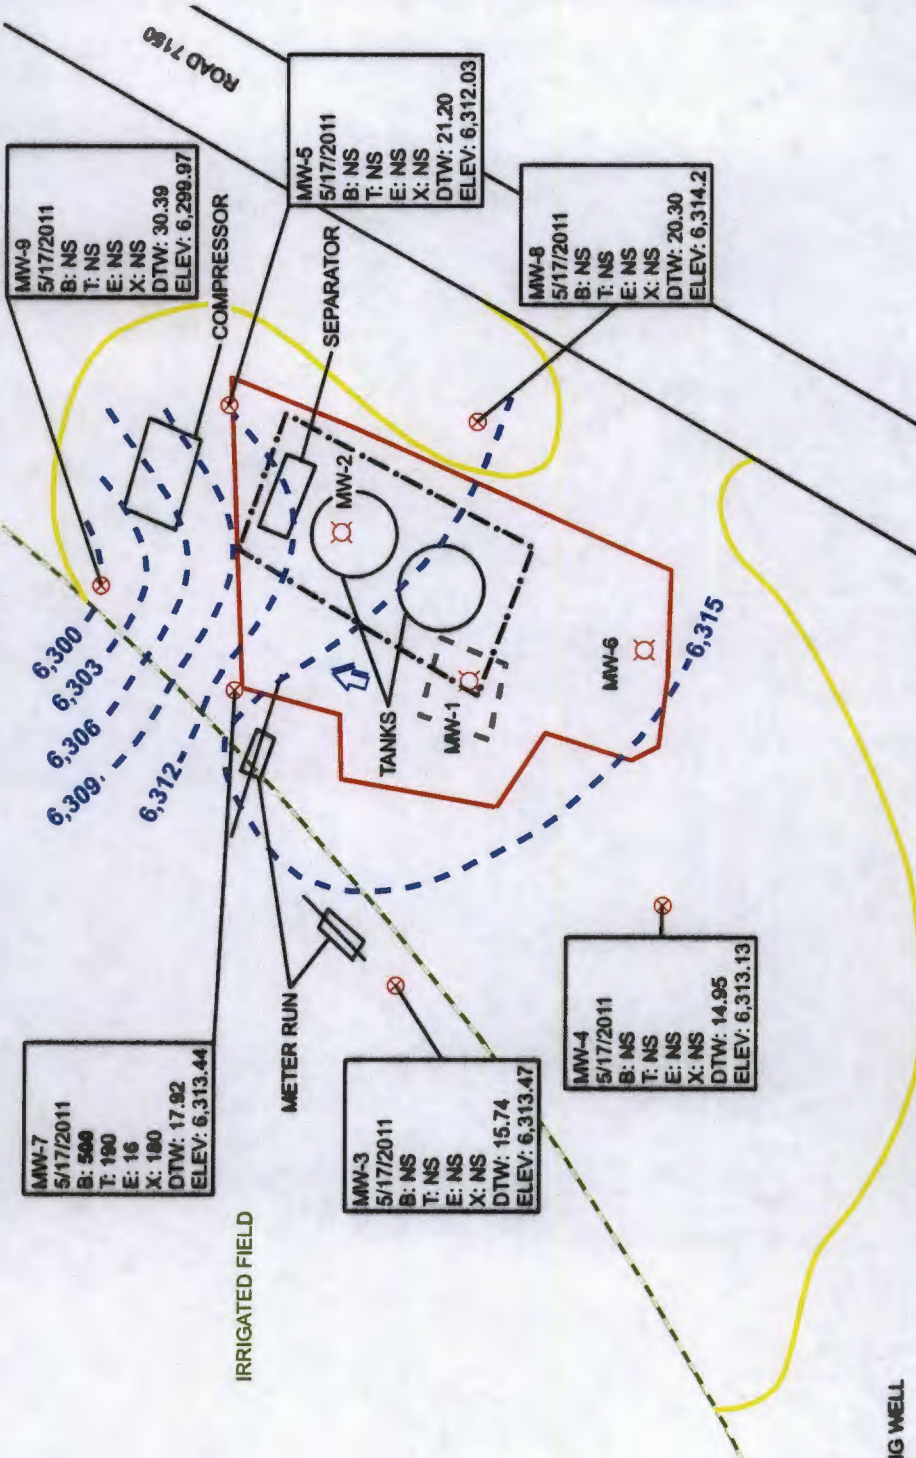 ROAD 7150
MW-9
5/17/2011
B: NS
T: NS
E: NS
X: NS
DTW: 30.39
ELEV: 6,299.97
MW-5
5/17/2011
B: NS
T: NS
E: NS
X: NS
DTW: 21.20
ELEV: 6,312.03
MW-8
5/17/2011
B: NS
T: NS
E: NS
X: NS
DTW: 20.30
ELEV: 6,314.2
COMPRESSOR
SEPARATOR
MW-2
6,300
6,303
6,306
6,309
6,312
6,315
TANKS
MW-1
MW-6
MW-7
5/17/2011
T: 190
E: 16
X: 180
DTW: 17.92
ELEV: 6,313.44
METER RUN
MW-3
5/17/2011
B: NS
T: NS
E: NS
X: NS
DTW: 15.74
ELEV: 6,313.47
MW-4
5/17/2011
B: NS
T: NS
E: NS
X: NS
DTW: 14.95
ELEV: 6,313.13
IRRIGATED FIELD
NG WELL